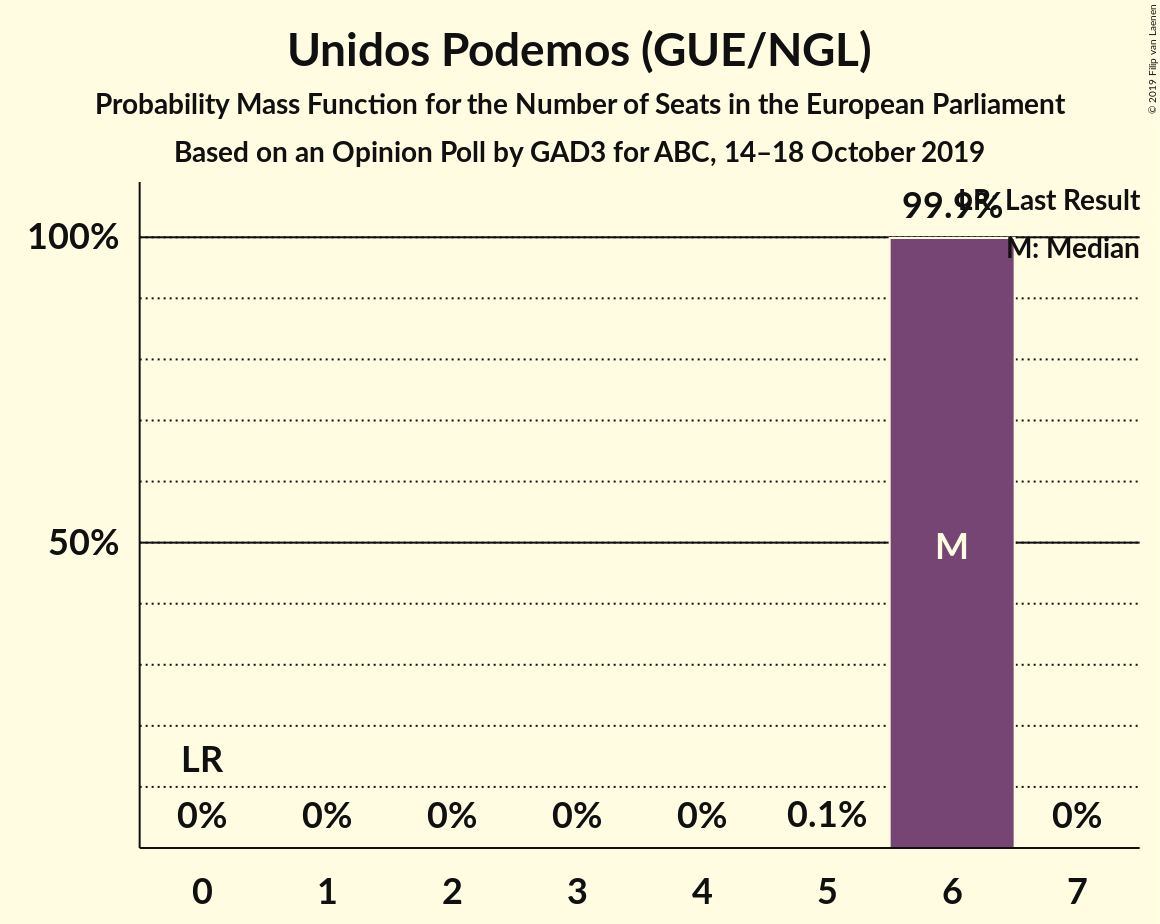 Unidos Podemos (GUE/NGL)
Probability Mass Function for the Number of Seats in the European Parliament
Based on an Opinion Poll by GAD3 for ABC, 14–18 October 2019
© 2019 Filip van Laenen
99.9%
LR: Last Result
100%
M: Median
50%
M
LR
0% 0% 0% 0% 0% 0.1% 0%
0 1 2 3 4 5 6 7